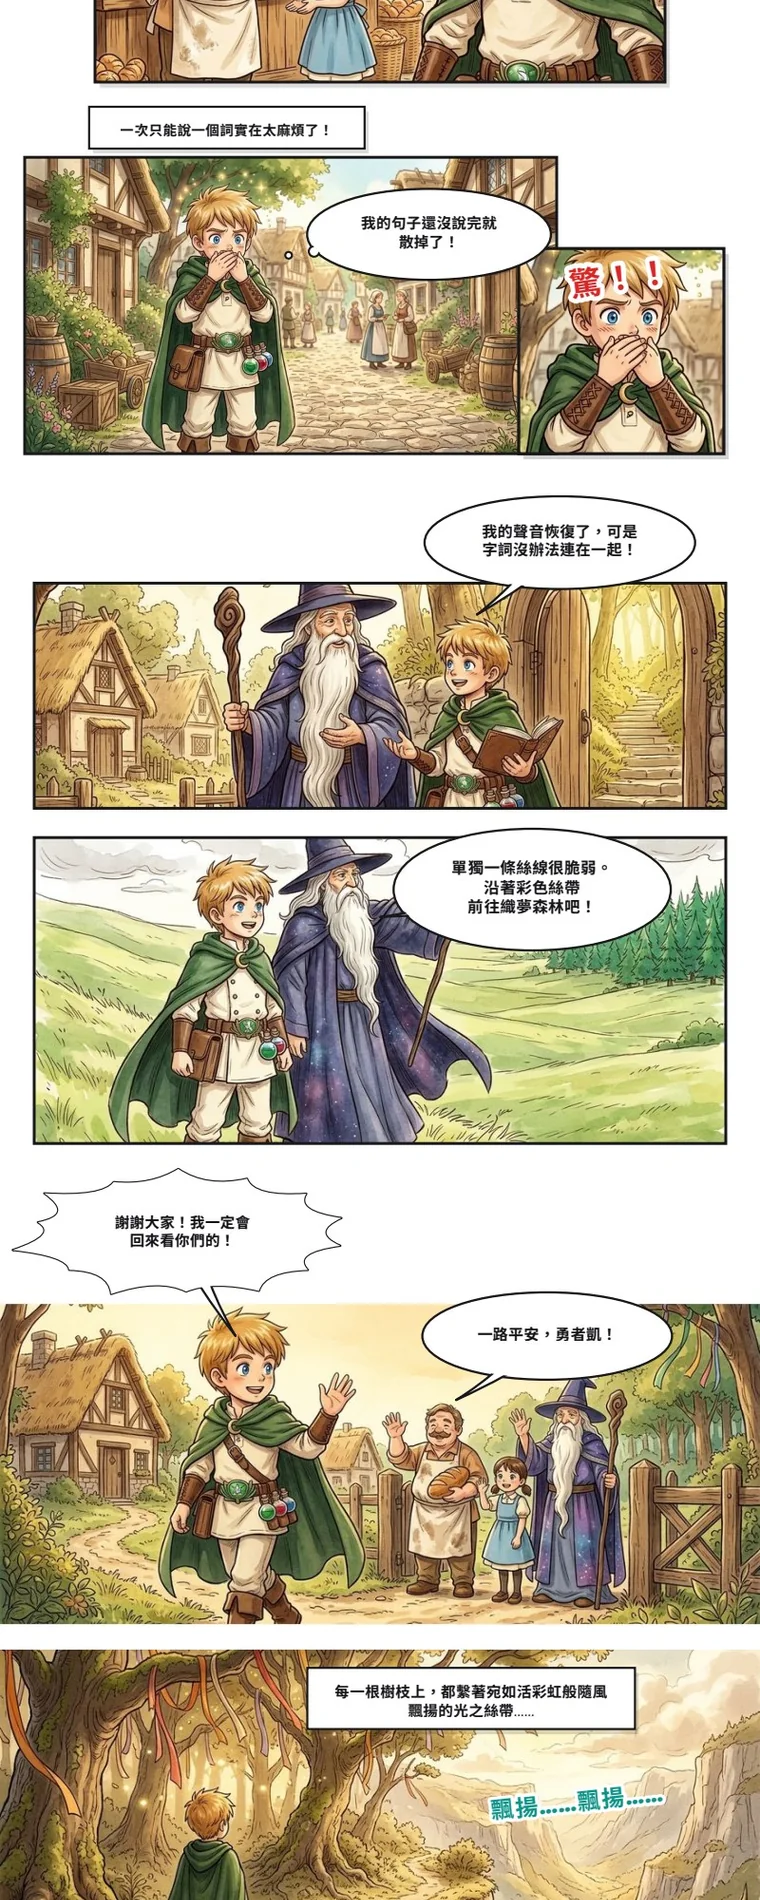 一次只能說一個詞實在太麻煩了！
我的句子還沒說完就
散掉了！
驚！！
我的聲音恢復了，可是
字詞沒辦法連在一起！
單獨一條絲線很脆弱。
沿著彩色絲帶
前往織夢森林吧！
謝謝大家！我一定會
回來看你們的！
一路平安，勇者凱！
每一根樹枝上，都繫著宛如活彩虹般隨風
飄揚的光之絲帶……
飄揚……飄揚……